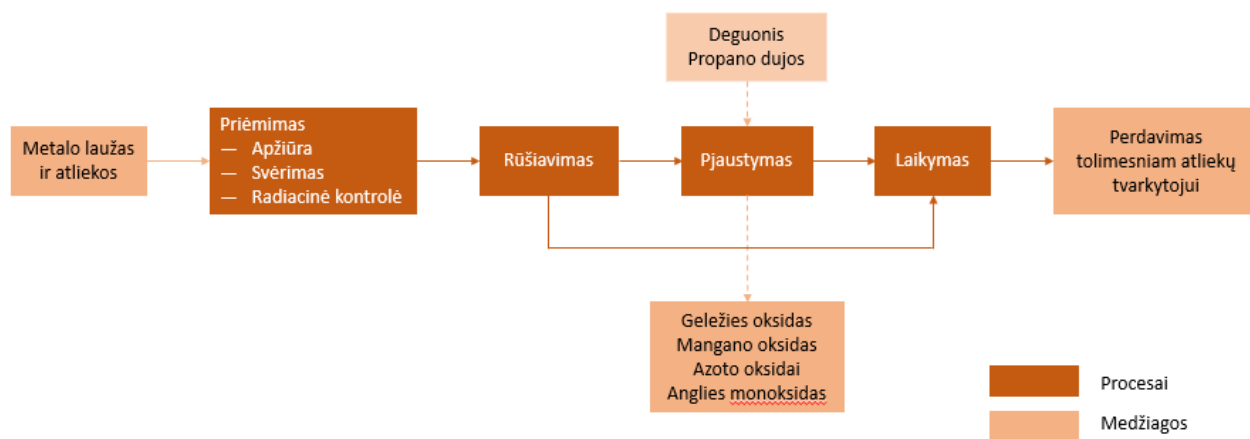 Deguonis
Propano dujos
Metalo laužas
ir atliekos
Priėmimas
— Apžiūra
— Svėrimas
— Radiacinė kontrolė
Rūšiavimas
Pjaustymas
Laikymas
Perdavimas
tolimesniam atliekų
tvarkytojui
Geležies oksidas
Mangano oksidas
Azoto oksidai
Anglies monoksidas
Procesai
Medžiagos